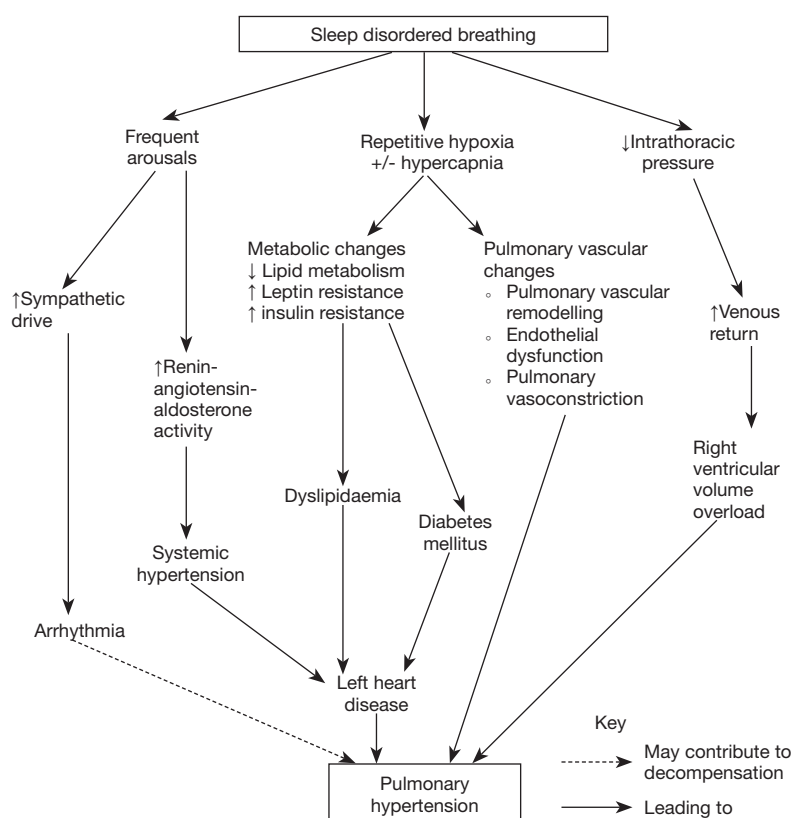 Sleep disordered breathing
Frequent
arousals
Repetitive hypoxia
+/- hypercapnia
↓Intrathoracic
pressure
Metabolic changes
↓ Lipid metabolism
↑ Leptin resistance
↑ insulin resistance
Pulmonary vascular
changes
◦ Pulmonary vascular
remodelling
◦ Endothelial
dysfunction
◦ Pulmonary
vasoconstriction
↑Sympathetic
drive
↑Venous
return
↑Renin-
angiotensin-
aldosterone
activity
Right
ventricular
volume
overload
Dyslipidaemia
Diabetes
mellitus
Systemic
hypertension
Arrhythmia
Left heart
disease
Pulmonary
hypertension
Key
May contribute to
decompensation
Leading to